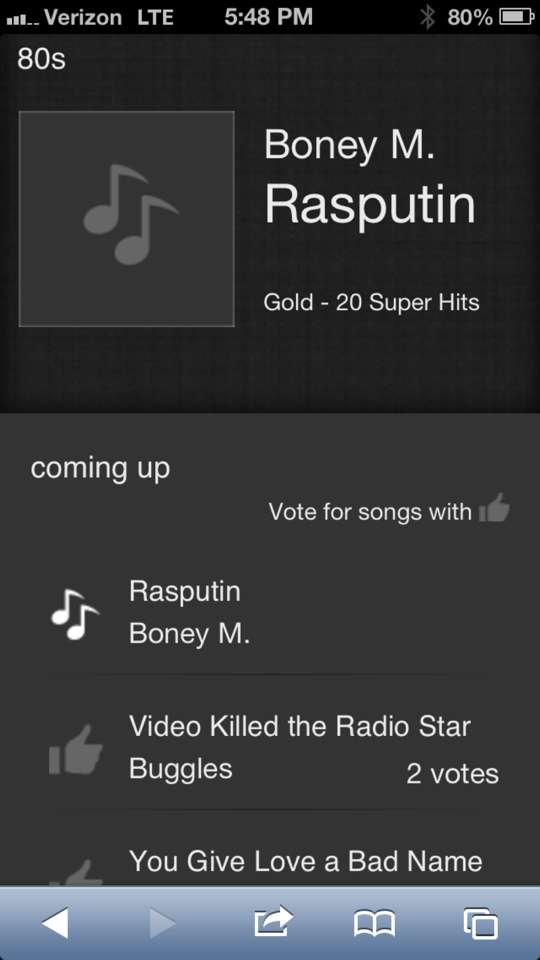 Verizon LTE 5:48 PM 80%
80s
Boney M.
Rasputin
Gold - 20 Super Hits
coming up
Vote for songs with
Rasputin
Boney M.
Video Killed the Radio Star
Buggles 2 votes
You Give Love a Bad Name